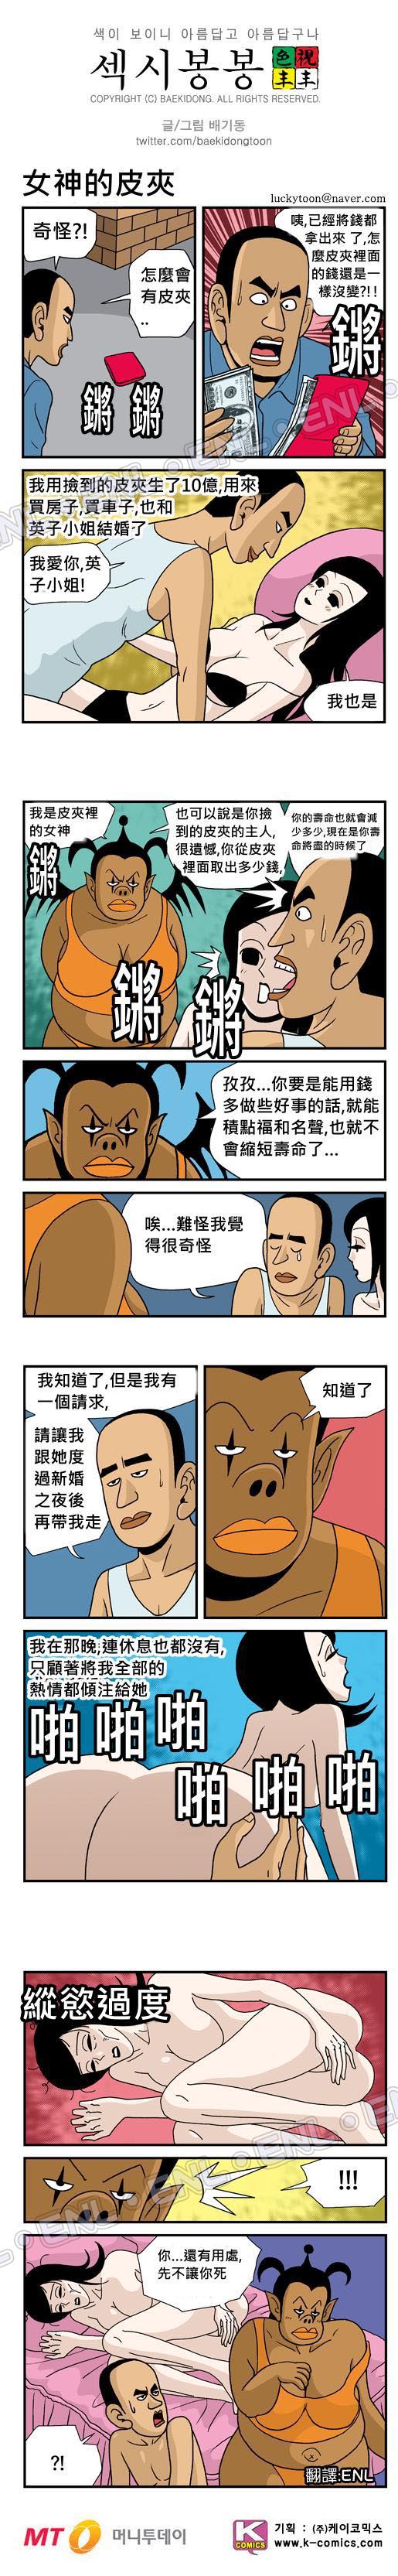 색이 보이니 아름답고 아름답구나
섹시봉봉
色視
主主
COPYRIGHT (C) BAEKIDONG. ALL RIGHTS RESERVED.
글/그림 배기동
twitter.com/baekidongtoon
女神的皮夾
luckytoon@naver.com
奇怪?!
怎麼會
有皮夾
..
鏘 鏘
咦,已經將錢都
拿出來 了,怎
麼皮夾裡面
的錢還是一
樣沒變?!!
鏘
我用撿到的皮夾生了10億,用來
買房子,買車子,也和
英子小姐結婚了
我愛你,英
子小姐!
我也是
我是皮夾裡
的女神
鏘
也可以說是你撿
到的皮夾的主人,
很遺憾,你從皮夾
裡面取出多少錢,
你的壽命也就會減
少多少,現在是你壽
命將盡的時候了
鏘
鏘
孜孜...你要是能用錢
多做些好事的話,就能
積點福和名聲,也就不
會縮短壽命了...
唉...難怪我覺
得很奇怪
我知道了,但是我有
一個請求,
請讓我
跟她度
過新婚
之夜後
再帶我走
知道了
我在那晚,連休息也都沒有,
只顧著將我全部的
熱情都傾注給她
啪 啪 啪
啪 啪 啪
縱慾過度
!!!
你...還有用處,
先不讓你死
?!
翻譯:ENL
MT 머니투데이
K COMICS
기획 : (주)케이코믹스
www.k-comics.com
ENL
ENL
ENL
ENL
ENL
ENL